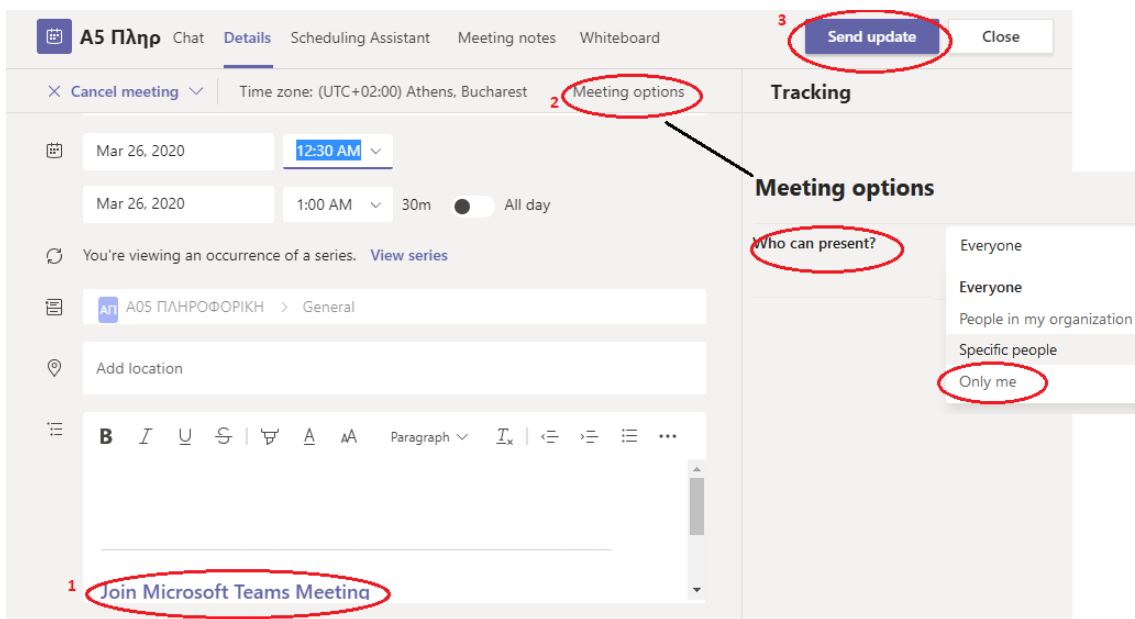 3
A5 Πληρ Chat Details Scheduling Assistant Meeting notes Whiteboard Send update Close
Cancel meeting Time zone: (UTC+02:00) Athens, Bucharest 2 Meeting options Tracking
Mar 26, 2020 12:30 AM
Mar 26, 2020 1:00 AM 30m All day
Meeting options
Who can present? Everyone
You're viewing an occurrence of a series. View series
Everyone
ΑΠ Α05 ΠΛΗΡΟΦΟΡΙΚΗ > General
People in my organization
Specific people
Add location
Only me
B I U S A AA Paragraph Tx
1 Join Microsoft Teams Meeting